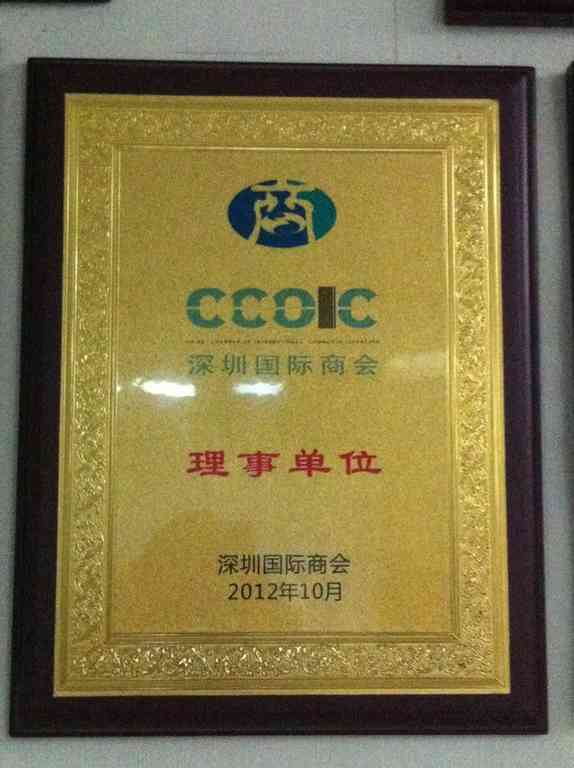 商
CCOIC
深圳国际商会
理事单位
深圳国际商会
2012年10月